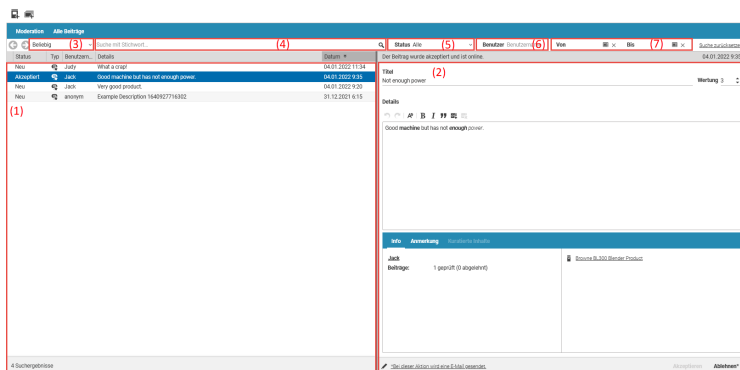 Moderation Alle Beiträge
Beliebig (3) Suche mit Stichwort... (4) Status Alle (5) Benutzer Benutzerna (6) Von Bis (7) Suche zurücksetze
Status Typ Benutzern... Details Datum Der Beitrag wurde akzeptiert und ist online. 04.01.2022 9:35
Neu Judy What a crap! 04.01.2022 11:34
Akzeptiert Jack Good machine but has not enough power. 04.01.2022 9:35
Neu Jack Very good product. 04.01.2022 9:20
Neu anonym Example Description 1640927716302 31.12.2021 6:15
(1)
Titel (2)
Not enough power Wertung 3
Details
B I
Good machine but has not enough power.
Info Anmerkung Korrelierte Inhalte
Jack Browne BL300 Blender Product
Beiträge: 1 geprüft (0 abgelehnt)
4 Suchergebnisse *Bei dieser Aktion wird eine E-Mail gesendet. Akzeptieren Ablehnen*